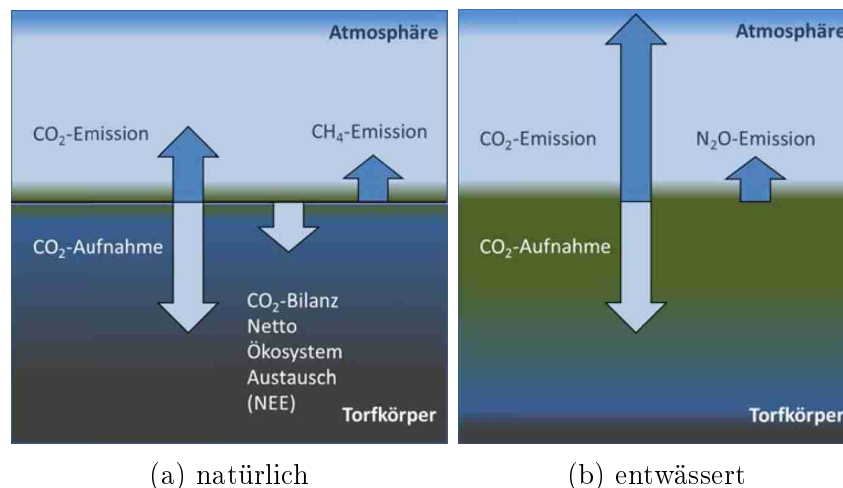 Atmosphäre
CO₂-Emission
CH₄-Emission
CO₂-Aufnahme
CO₂-Bilanz
Netto
Ökosystem
Austausch
(NEE)
Torfkörper
(a) natürlich
Atmosphäre
CO₂-Emission
N₂O-Emission
CO₂-Aufnahme
Torfkörper
(b) entwässert